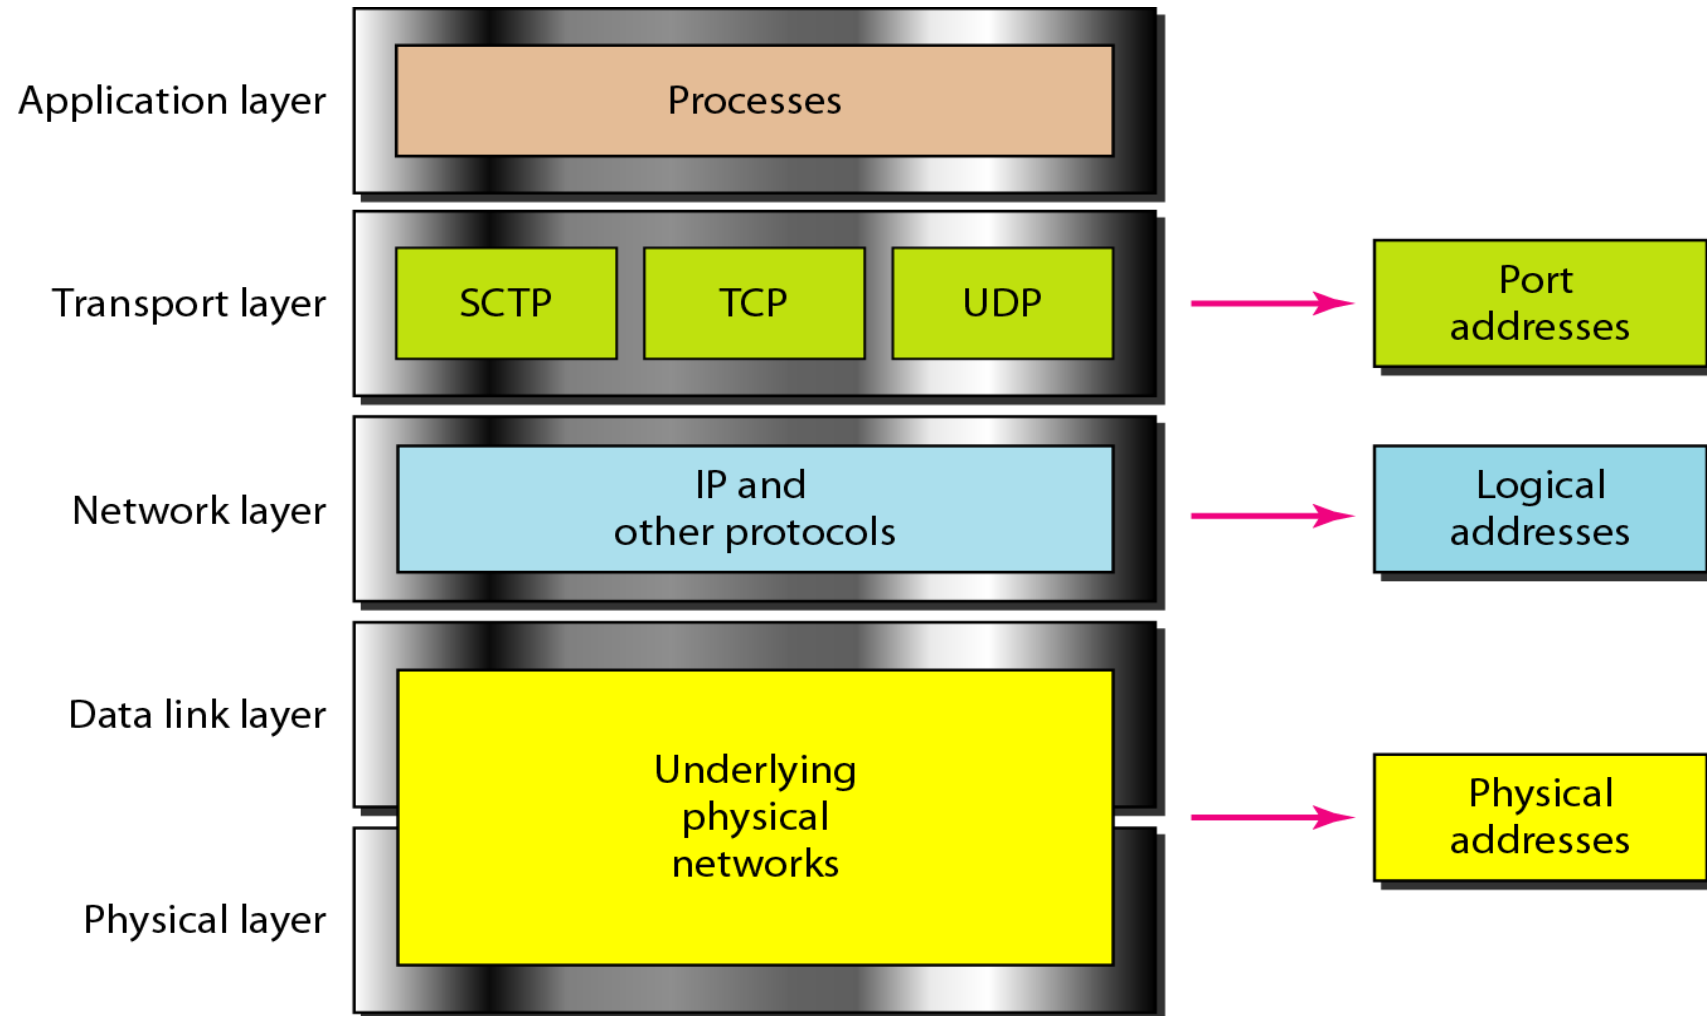 Application layer
Processes
Transport layer
SCTP
TCP
UDP
Port
addresses
Network layer
IP and
other protocols
Logical
addresses
Data link layer
Underlying
physical
networks
Physical
addresses
Physical layer